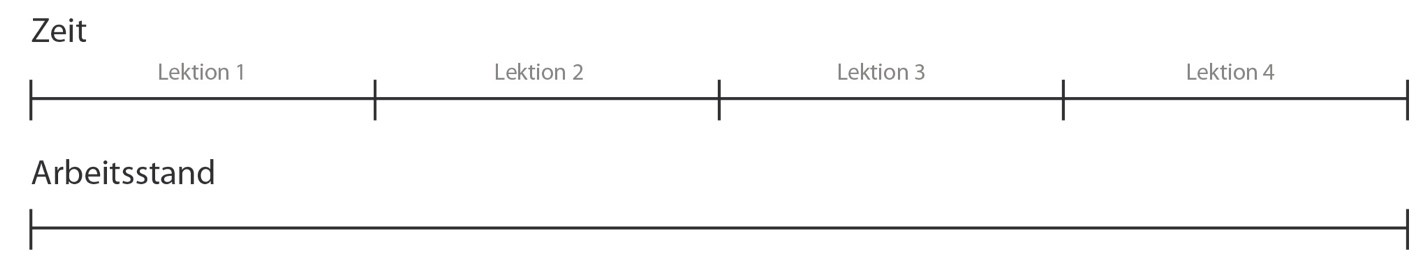 Zeit
Lektion 1 Lektion 2 Lektion 3 Lektion 4
Arbeitsstand